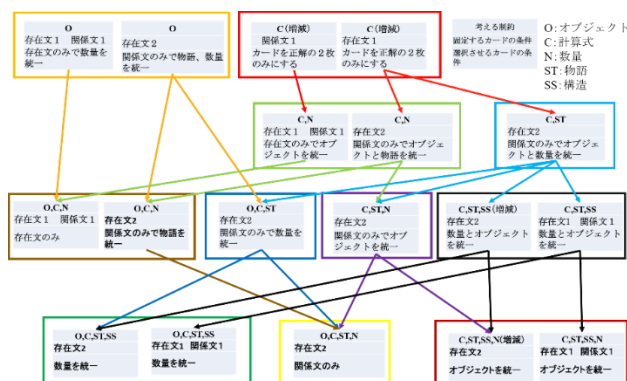 O
存在文1 関係文1
存在文のみで数量を
統一
O
存在文2
関係文のみで物語、数量
を統一
C(増減)
関係文1
カードを正解の2枚
のみにする
C(増減)
存在文1
カードを正解の2枚
のみにする
考える制約
固定するカードの条件
選択させるカードの条
件
O:オブジェクト
C:計算式
N:数量
ST:物語
SS:構造
C,N
存在文1 関係文1
存在文のみでオブ
ジェクトを統一
C,N
存在文2
関係文のみでオブジェク
トと物語を統一
C,ST
存在文2
関係文のみでオブジェク
トと数量を統一
O,C,N
存在文1 関係文1
存在文のみ
O,C,N
存在文2
関係文のみで物語を
統一
O,C,ST
存在文2
関係文のみで数量を統
一
C,ST,N
存在文2
関係文のみでオブジ
ェクトを統一
C,ST,SS(増減)
存在文2
数量とオブジェクト
を統一
C,ST,SS
存在文1 関係文1
数量とオブジェクト
を統一
O,C,ST,SS
存在文2
数量を統一
O,C,ST,SS
存在文1 関係文1
数量を統一
O,C,ST,N
存在文2
関係文のみ
C,ST,SS,N(増減)
存在文2
オブジェクトを統一
C,ST,SS,N
存在文1 関係文1
オブジェクトを統一